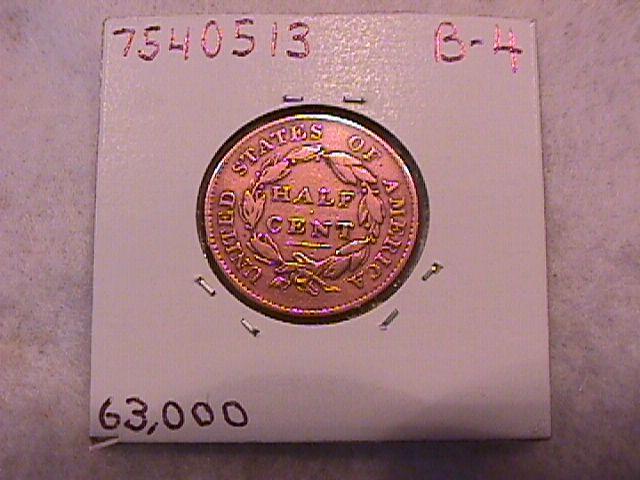 7540513 B-4
UNITED STATES OF AMERICA
HALF
CENT
63,000